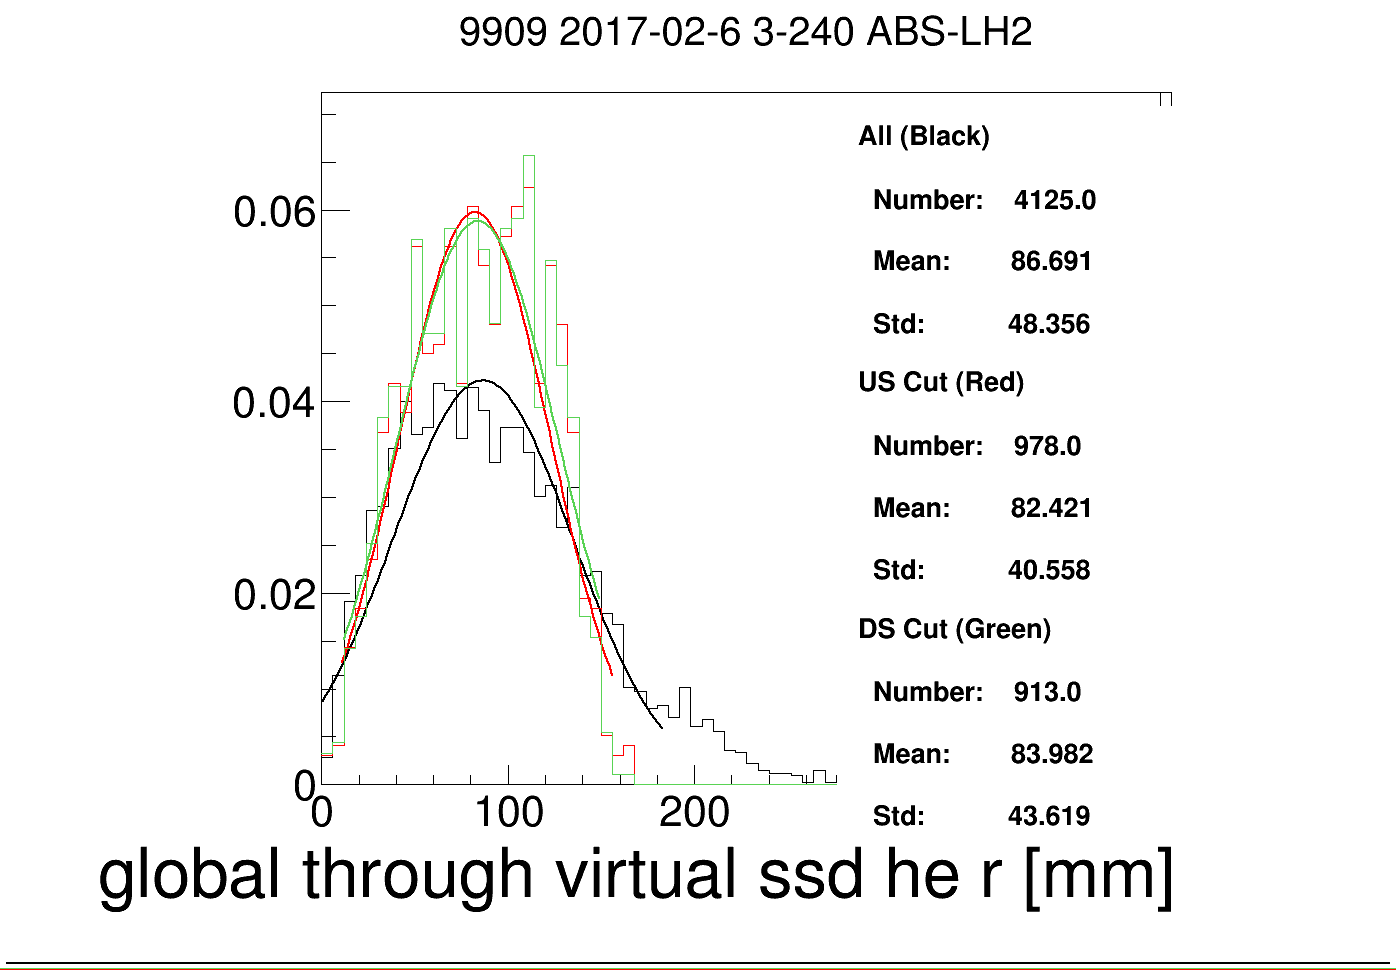 9909 2017-02-6 3-240 ABS-LH2
All (Black)
Number: 4125.0
Mean: 86.691
Std: 48.356
US Cut (Red)
Number: 978.0
Mean: 82.421
Std: 40.558
DS Cut (Green)
Number: 913.0
Mean: 83.982
Std: 43.619
0.06
0.04
0.02
0
0 100 200
global through virtual ssd he r [mm]